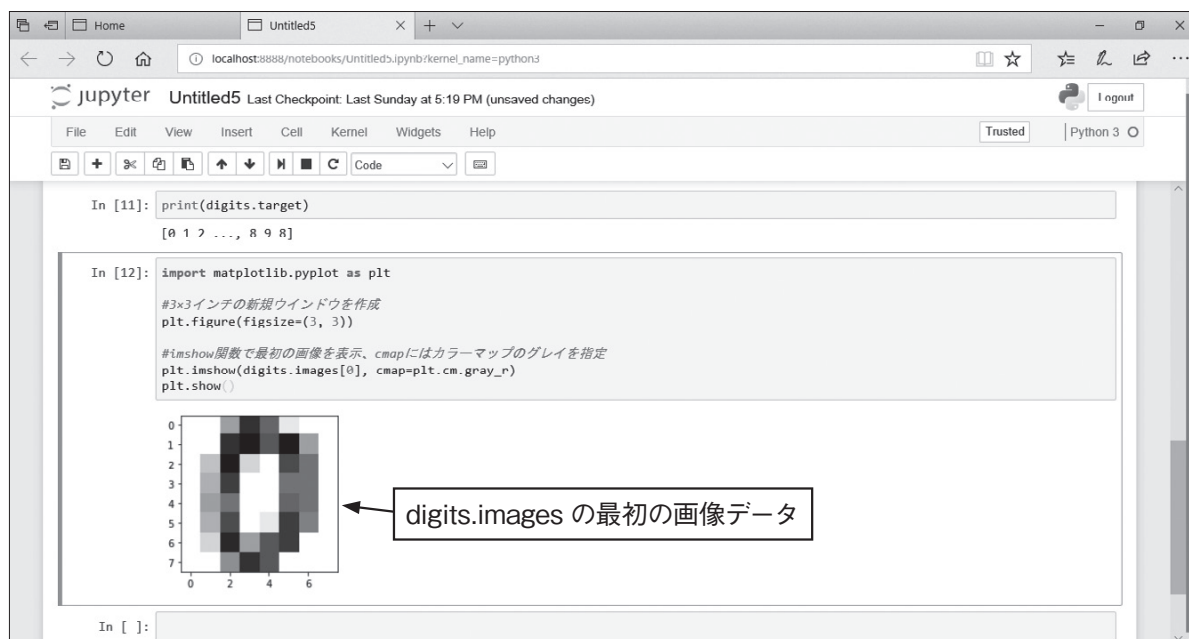 Home
Untitled5
localhost:8888/notebooks/Untitled5.ipynb?kernel_name=python3
jupyter Untitled5 Last Checkpoint: Last Sunday at 5:19 PM (unsaved changes)
Logout
File Edit View Insert Cell Kernel Widgets Help
Trusted
Python 3
Code
In [11]: print(digits.target)
[0 1 2 ..., 8 9 8]
In [12]: import matplotlib.pyplot as plt
#3×3インチの新規ウインドウを作成
plt.figure(figsize=(3, 3))
#imshow関数で最初の画像を表示、cmapにはカラーマップのグレイを指定
plt.imshow(digits.images[0], cmap=plt.cm.gray_r)
plt.show()
0
1
2
3
4
5
6
7
0 2 4 6
digits.images の最初の画像データ
In [ ]: